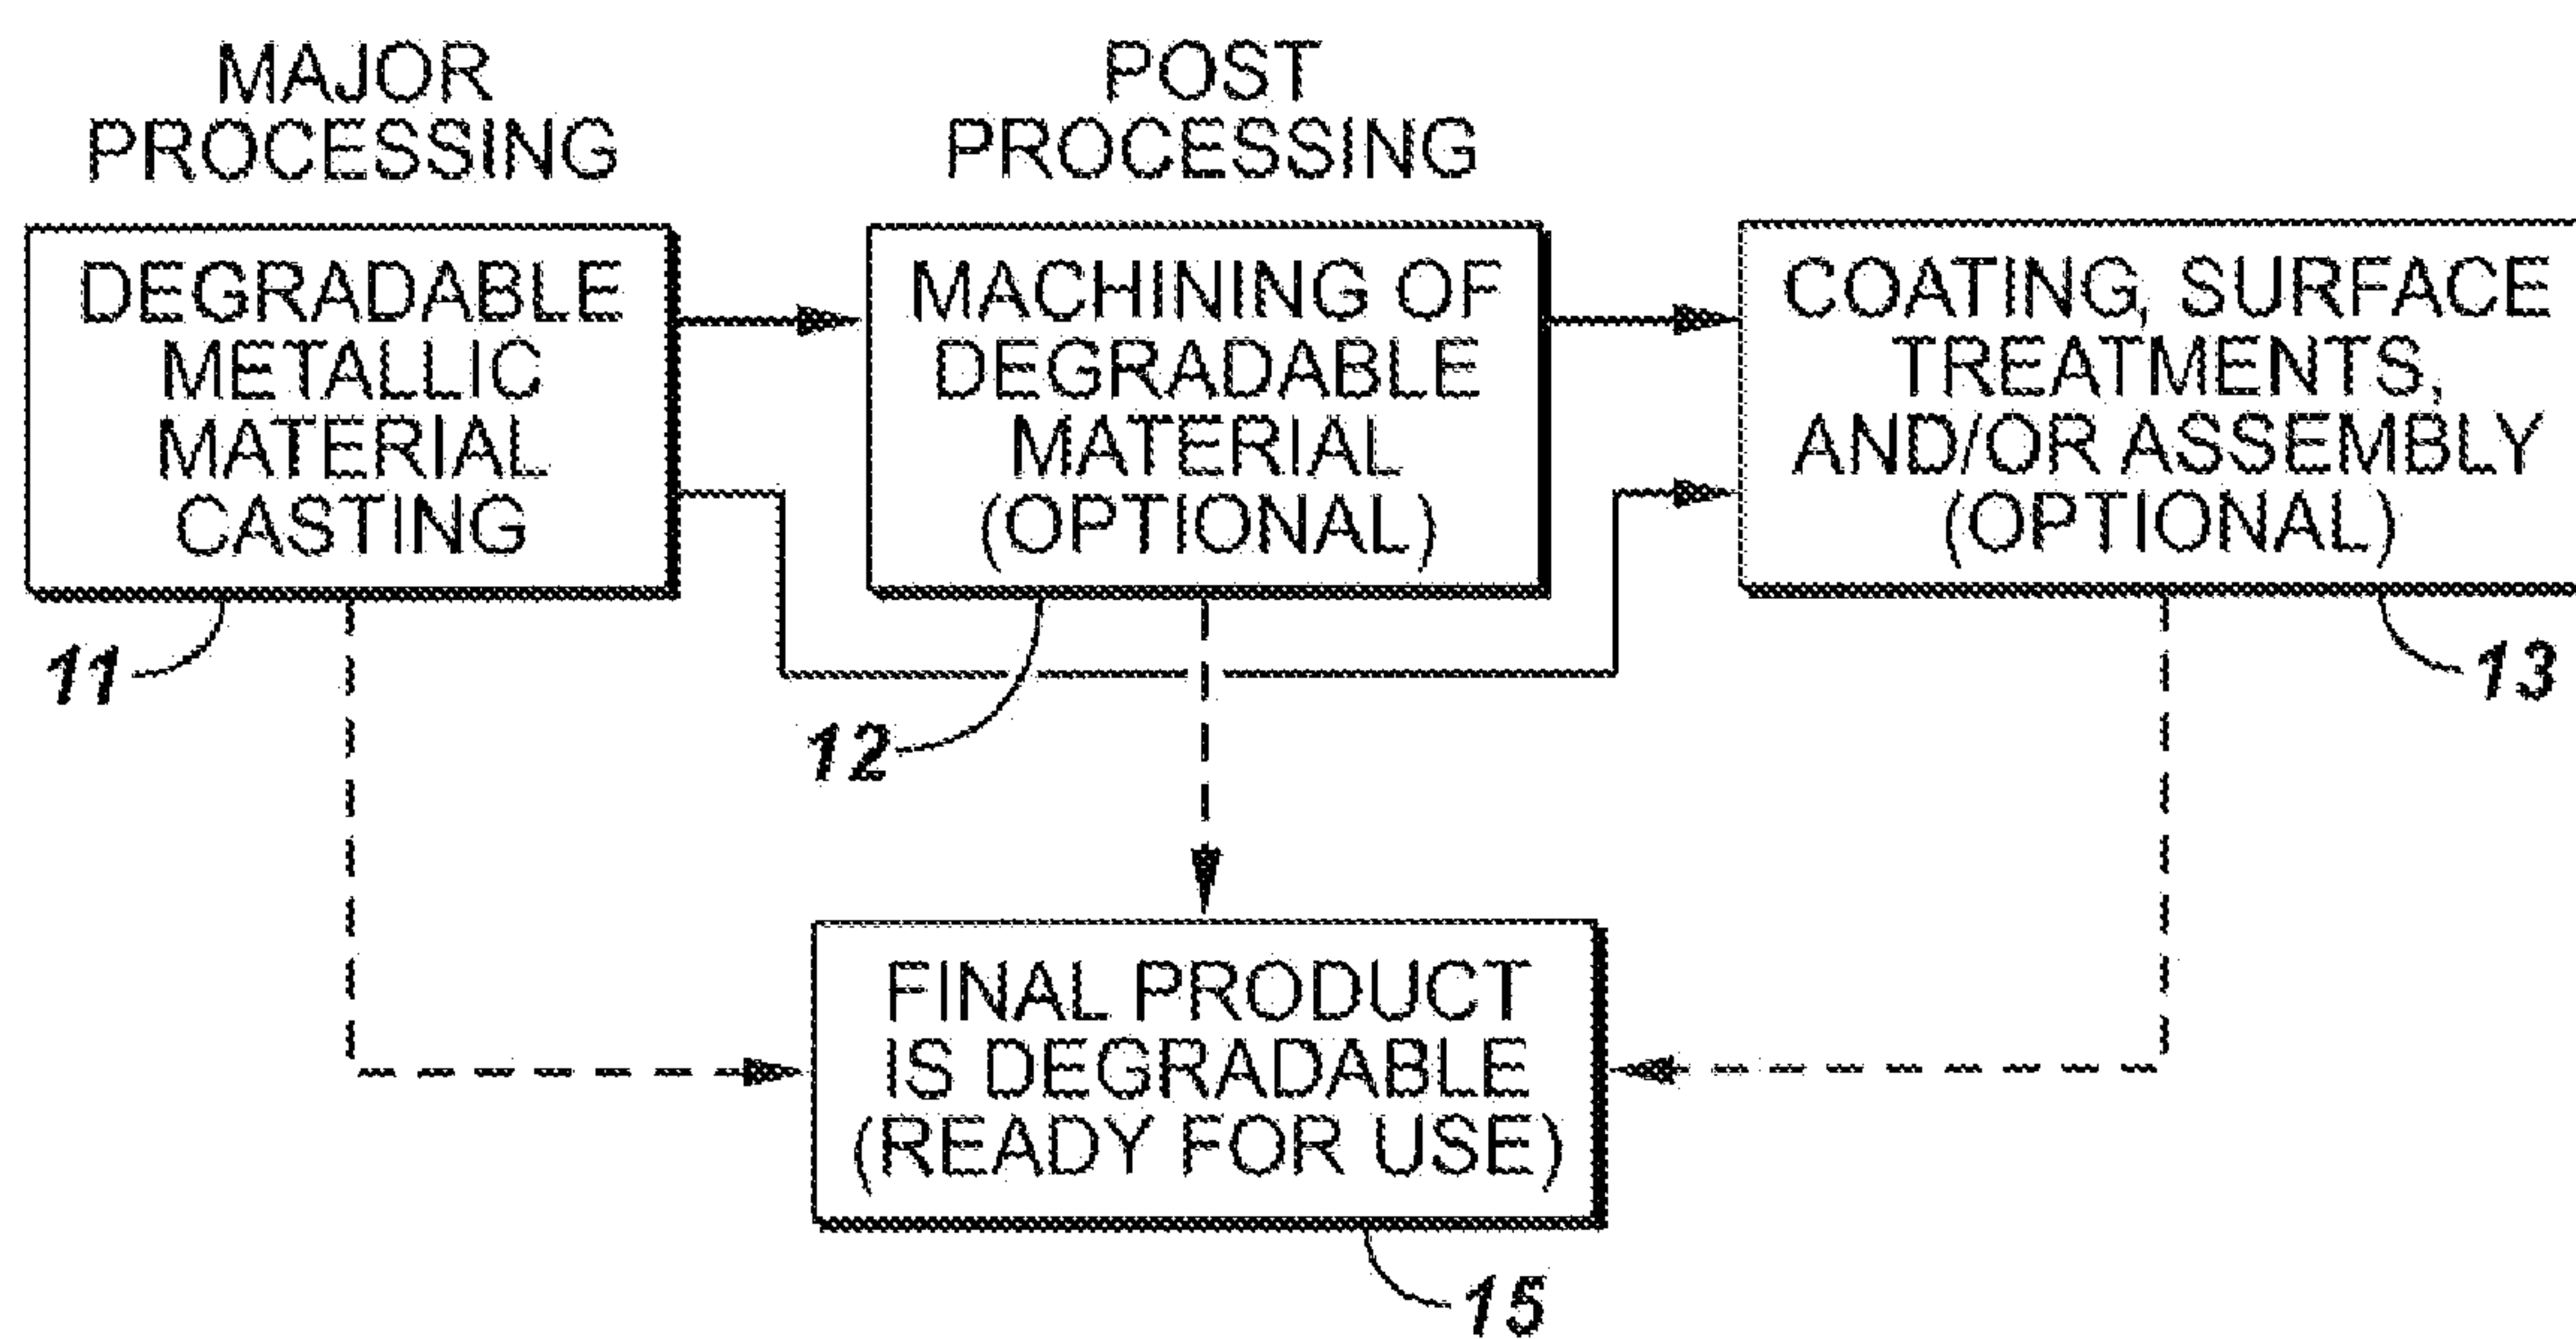 MAJOR
PROCESSING
POST
PROCESSING
DEGRADABLE
METALLIC
MATERIAL
CASTING
MACHINING OF
DEGRADABLE
MATERIAL
(OPTIONAL)
COATING, SURFACE
TREATMENTS,
AND/OR ASSEMBLY
(OPTIONAL)
11
12
13
FINAL PRODUCT
IS DEGRADABLE
(READY FOR USE)
15